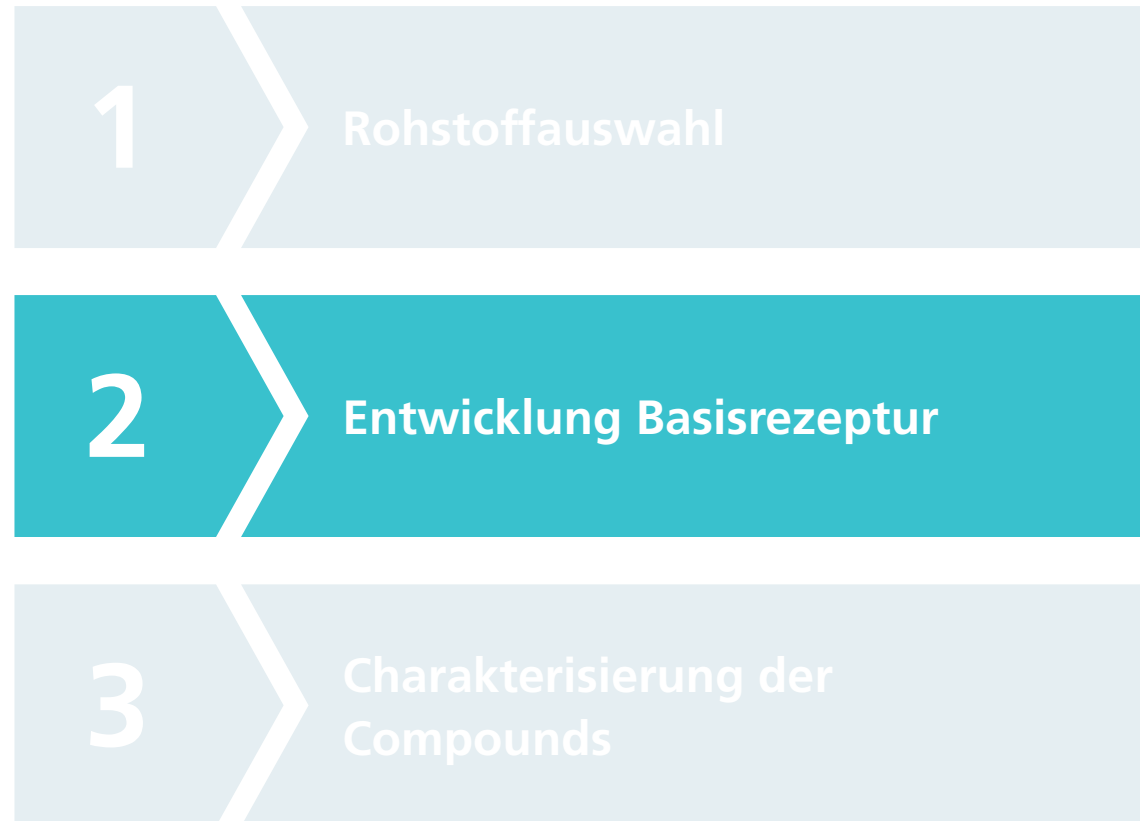 1
Rohstoffauswahl
2
Entwicklung Basisrezeptur
3
Charakterisierung der
Compounds